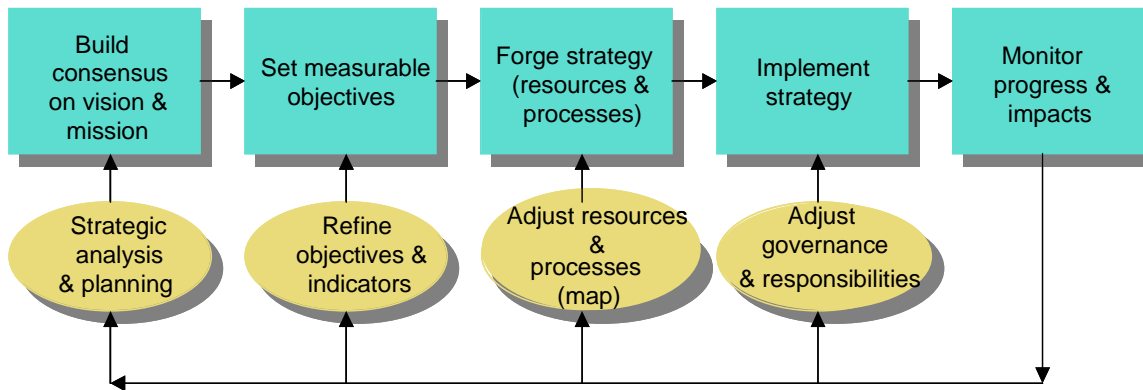 Build
consensus
on vision &
mission
Set measurable
objectives
Forge strategy
(resources &
processes)
Implement
strategy
Monitor
progress &
impacts
Strategic
analysis
& planning
Refine
objectives &
indicators
Adjust resources
&
processes
(map)
Adjust
governance
& responsibilities